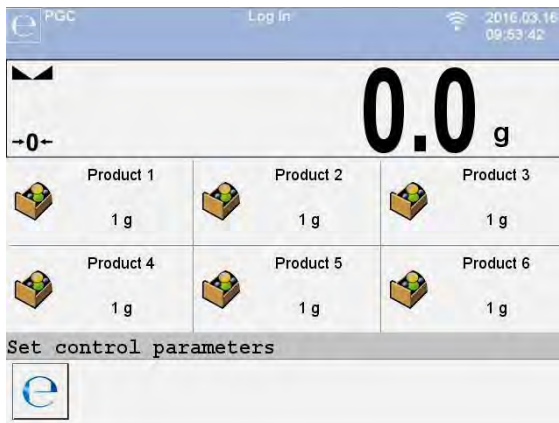 PGC Log In 2016.03.16
09:53:42
0.0 g
→0←
Product 1 Product 2 Product 3
1 g 1 g 1 g
Product 4 Product 5 Product 6
1 g 1 g 1 g
Set control parameters
e